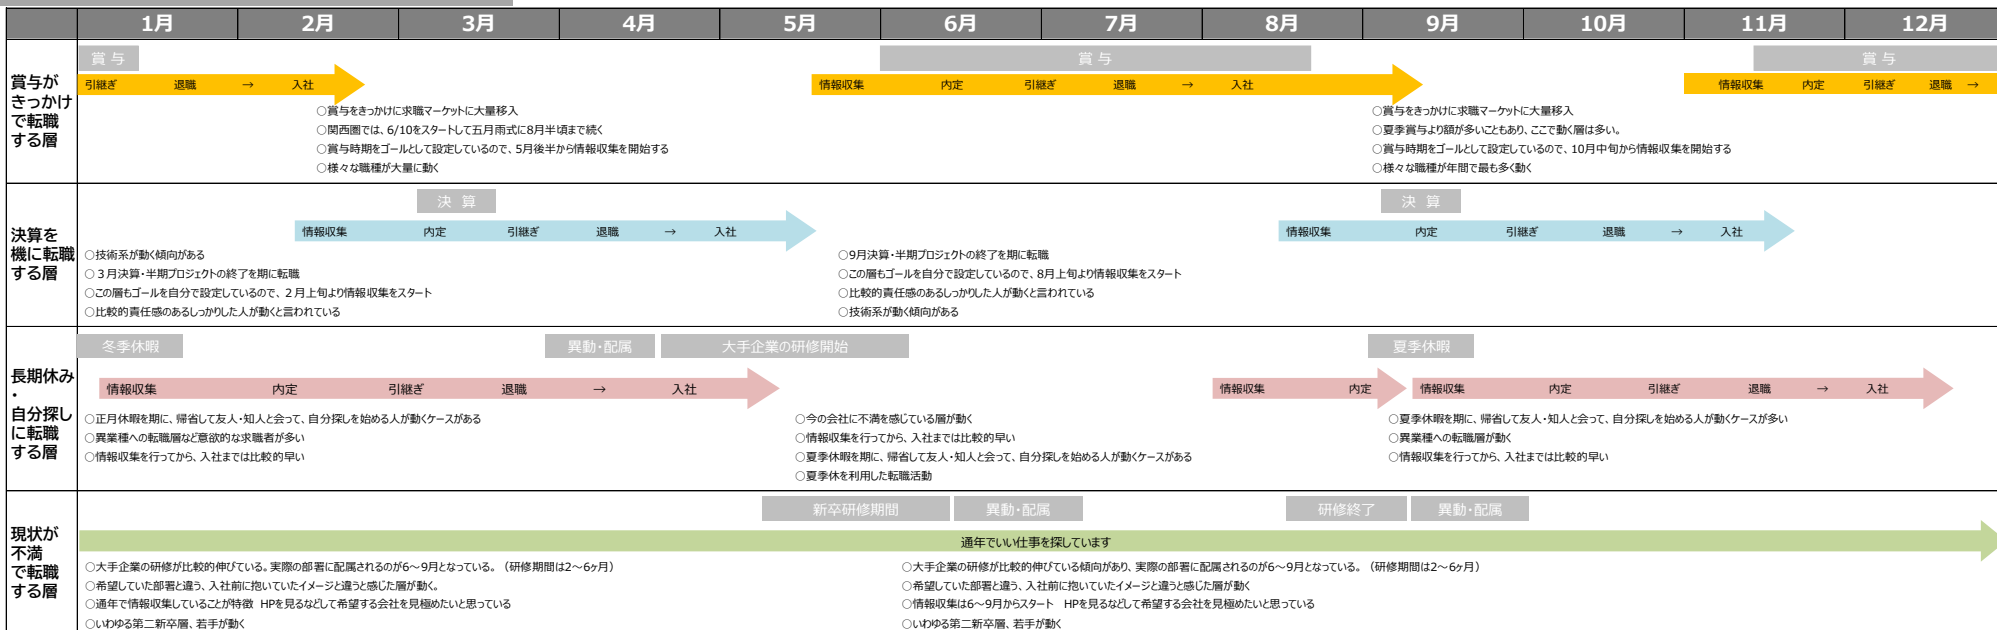 1月 2月 3月 4月 5月 6月 7月 8月 9月 10月 11月 12月
賞与が
きっかけ
で転職
する層
賞与 賞与 賞与
引継ぎ 退職 → 入社
情報収集 内定 引継ぎ 退職 → 入社
情報収集 内定 引継ぎ 退職 →
○賞与をきっかけに求職マーケットに大量移入
○関西圏では、6/10をスタートして五月雨式に8月半頃まで続く
○賞与時期をゴールとして設定しているので、5月後半から情報収集を開始する
○様々な職種が大量に動く
○賞与をきっかけに求職マーケットに大量移入
○夏季賞与より額が多いこともあり、ここで動く層は多い。
○賞与時期をゴールとして設定しているので、10月中旬から情報収集を開始する
○様々な職種が年間で最も多く動く
決算を
機に転職
する層
決 算 決 算
情報収集 内定 引継ぎ 退職 → 入社
情報収集 内定 引継ぎ 退職 → 入社
○技術系が動く傾向がある
○３月決算・半期プロジェクトの終了を期に転職
○この層もゴールを自分で設定しているので、２月上旬より情報収集をスタート
○比較的責任感のあるしっかりした人が動くと言われている
○9月決算・半期プロジェクトの終了を期に転職
○この層もゴールを自分で設定しているので、8月上旬より情報収集をスタート
○比較的責任感のあるしっかりした人が動くと言われている
○技術系が動く傾向がある
長期休み
・
自分探し
に転職
する層
冬季休暇 異動・配属 大手企業の研修開始 夏季休暇
情報収集 内定 引継ぎ 退職 → 入社
情報収集 内定
情報収集 内定 引継ぎ 退職 → 入社
○正月休暇を期に、帰省して友人・知人と会って、自分探しを始める人が動くケースがある
○異業種への転職層など意欲的な求職者が多い
○情報収集を行ってから、入社までは比較的早い
○今の会社に不満を感じている層が動く
○情報収集を行ってから、入社までは比較的早い
○夏季休暇を期に、帰省して友人・知人と会って、自分探しを始める人が動くケースがある
○夏季休を利用した転職活動
○夏季休暇を期に、帰省して友人・知人と会って、自分探しを始める人が動くケースが多い
○異業種への転職層が動く
○情報収集を行ってから、入社までは比較的早い
現状が
不満
で転職
する層
新卒研修期間 異動・配属 研修終了 異動・配属
通年でいい仕事を探しています
○大手企業の研修が比較的伸びている。実際の部署に配属されるのが6～9月となっている。（研修期間は2～6ヶ月）
○希望していた部署と違う、入社前に抱いていたイメージと違うと感じた層が動く。
○通年で情報収集していることが特徴 HPを見るなどして希望する会社を見極めたいと思っている
○いわゆる第二新卒層、若手が動く
○大手企業の研修が比較的伸びている傾向があり、実際の部署に配属されるのが6～9月となっている。（研修期間は2～6ヶ月）
○希望していた部署と違う、入社前に抱いていたイメージと違うと感じた層が動く
○情報収集は6～9月からスタート HPを見るなどして希望する会社を見極めたいと思っている
○いわゆる第二新卒層、若手が動く